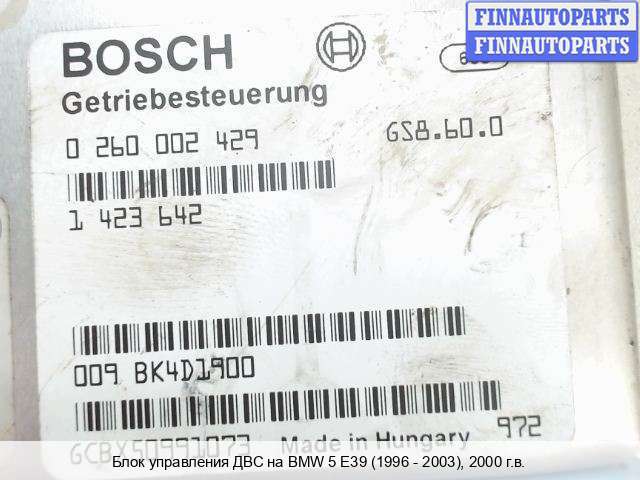 FINNAUTOPARTS
FINNAUTOPARTS
BOSCH
Getriebesteuerung
0 260 002 429
GS8.60.0
1 423 642
009 BK4D1900
GCBX50991073
Made in Hungary
972
Блок управления ДВС на BMW 5 E39 (1996 - 2003), 2000 г.в.